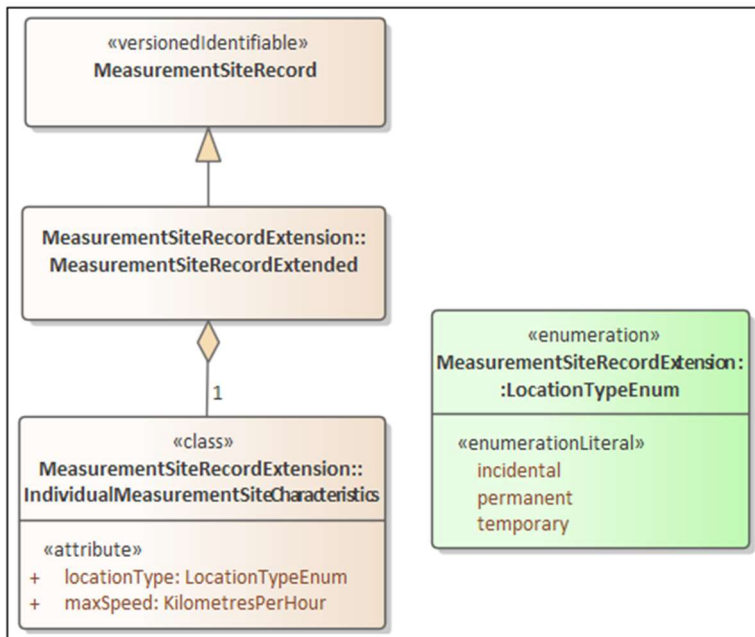 «versionedIdentifiable»
MeasurementSiteRecord
MeasurementSiteRecordExtension::
MeasurementSiteRecordExtended
1
«class»
MeasurementSiteRecordExtension::
IndividualMeasurementSiteCharacteristics
«attribute»
+ locationType: LocationTypeEnum
+ maxSpeed: KilometresPerHour
«enumeration»
MeasurementSiteRecordExtension:
:LocationTypeEnum
«enumerationLiteral»
incidental
permanent
temporary